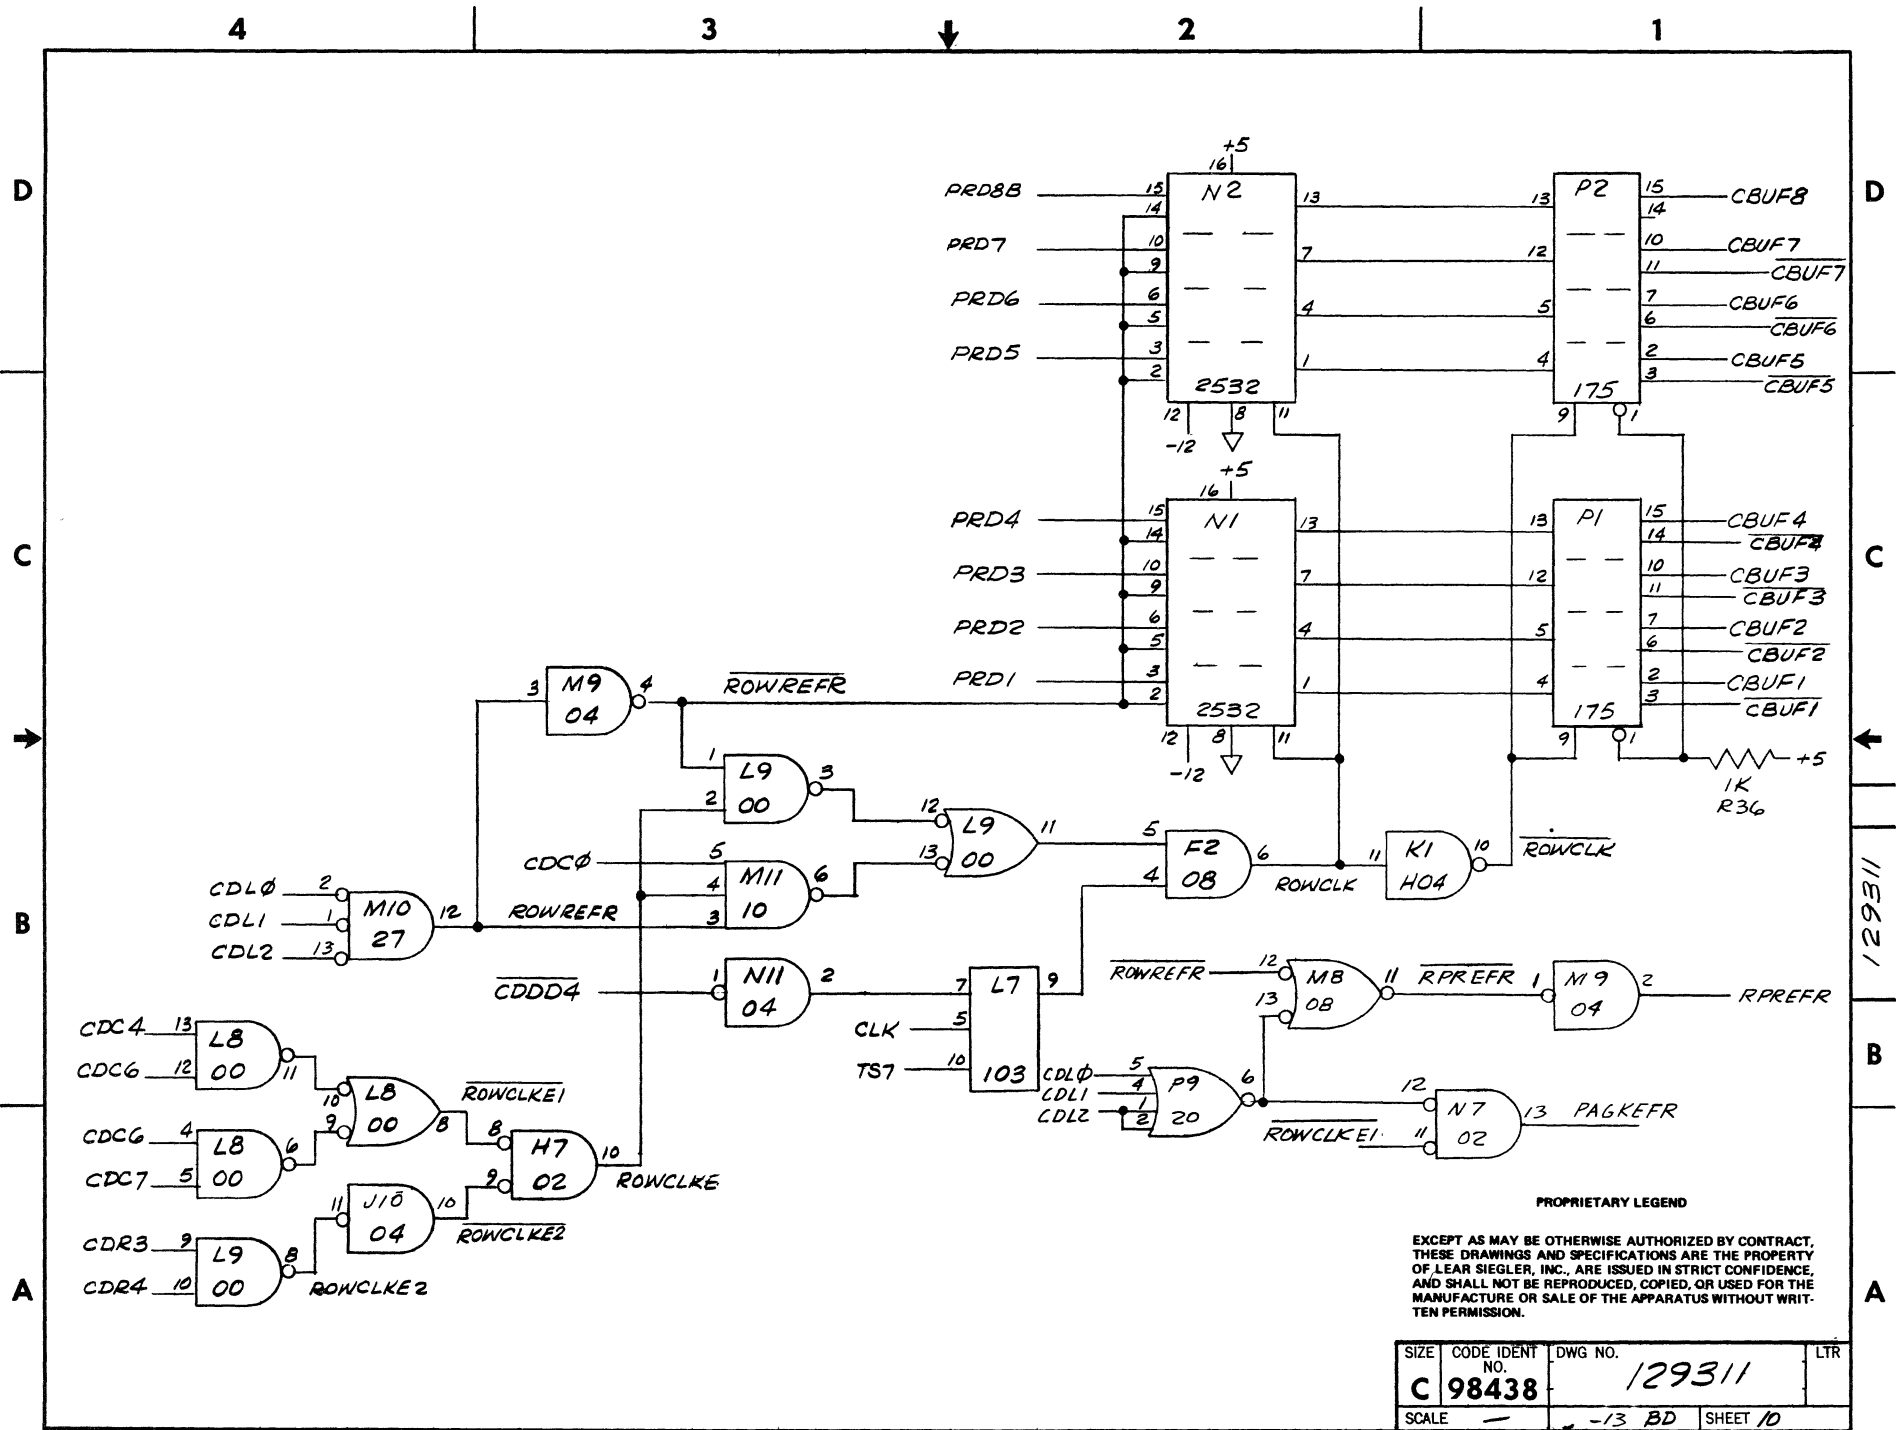 4 3 2 1
D D
C C
B B
B
A A
+5
16
PRD8B 15 N2 13 13 P2 15 CBUF8
14 14
PRD7 10 7 12 10 CBUF7
9 11 CBUF7
PRD6 6 4 5 7 CBUF6
5 6 CBUF6
PRD5 3 1 4 2 CBUF5
2 2532 175 3 CBUF5
12 8 11 9 1
-12
+5
16
PRD4 15 N1 13 13 P1 15 CBUF4
14 14 CBUF4
PRD3 10 7 12 10 CBUF3
9 11 CBUF3
PRD2 6 4 5 7 CBUF2
5 6 CBUF2
PRD1 3 1 4 2 CBUF1
2 2532 175 3 CBUF1
12 8 11 9 1
-12
+5
1K
R36
3 M9 4 ROWREFR
04
1 L9 3
2 00
12 L9 11
13 00
5 F2 6 ROWCLK
4 08
11 K1 10 ROWCLK
H04
CDCØ 5 M11 6
4 10
ROWREFR 3
CDLØ 2 M10 12
CDL1 1 27
CDL2 13
CDDD4 1 N11 2
04
7 L7 9
CLK 5
TS7 10 103
ROWREFR 12 M8 11 RPREFR
13 08
1 M9 2 RPREFR
04
CDLØ 5 P9 6
CDL1 4 20
CDL2 1
2
12 N7 13 PAGKEFR
ROWCLKE1 11 02
CDC4 13 L8 11
CDC6 12 00
10 L8 8 ROWCLKE1
9 00
CDC6 4 L8 6
CDC7 5 00
8 H7 10 ROWCLKE
9 02
11 J10 10 ROWCLKE2
04
CDR3 9 L9 8
CDR4 10 00
ROWCLKE2
129311
PROPRIETARY LEGEND
EXCEPT AS MAY BE OTHERWISE AUTHORIZED BY CONTRACT,
THESE DRAWINGS AND SPECIFICATIONS ARE THE PROPERTY
OF LEAR SIEGLER, INC., ARE ISSUED IN STRICT CONFIDENCE,
AND SHALL NOT BE REPRODUCED, COPIED, OR USED FOR THE
MANUFACTURE OR SALE OF THE APPARATUS WITHOUT WRIT-
TEN PERMISSION.
SIZE C
CODE IDENT NO. 98438
DWG NO. 129311
LTR
SCALE — -13 BD SHEET 10